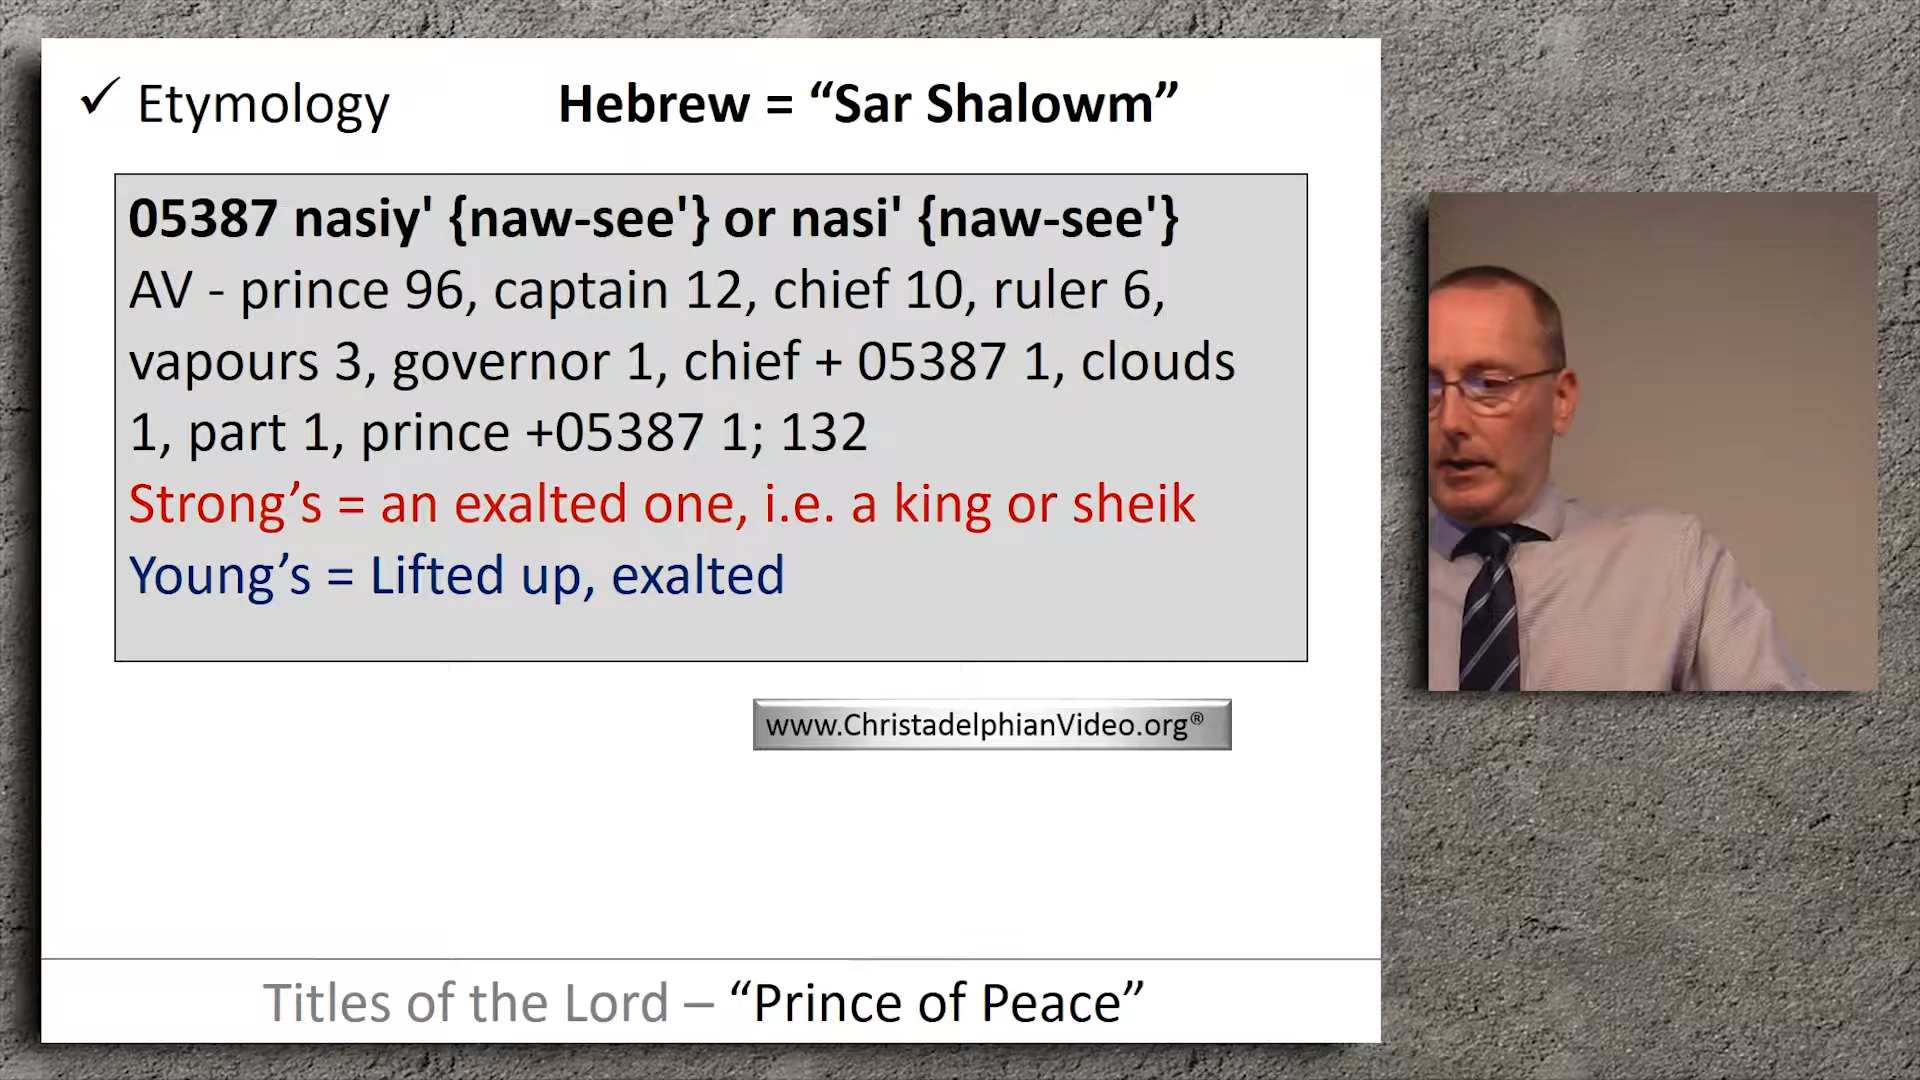 ✓ Etymology Hebrew = “Sar Shalowm”
05387 nasiy' {naw-see'} or nasi' {naw-see'}
AV - prince 96, captain 12, chief 10, ruler 6,
vapours 3, governor 1, chief + 05387 1, clouds
1, part 1, prince +05387 1; 132
Strong’s = an exalted one, i.e. a king or sheik
Young’s = Lifted up, exalted
www.ChristadelphianVideo.org®
Titles of the Lord – “Prince of Peace”